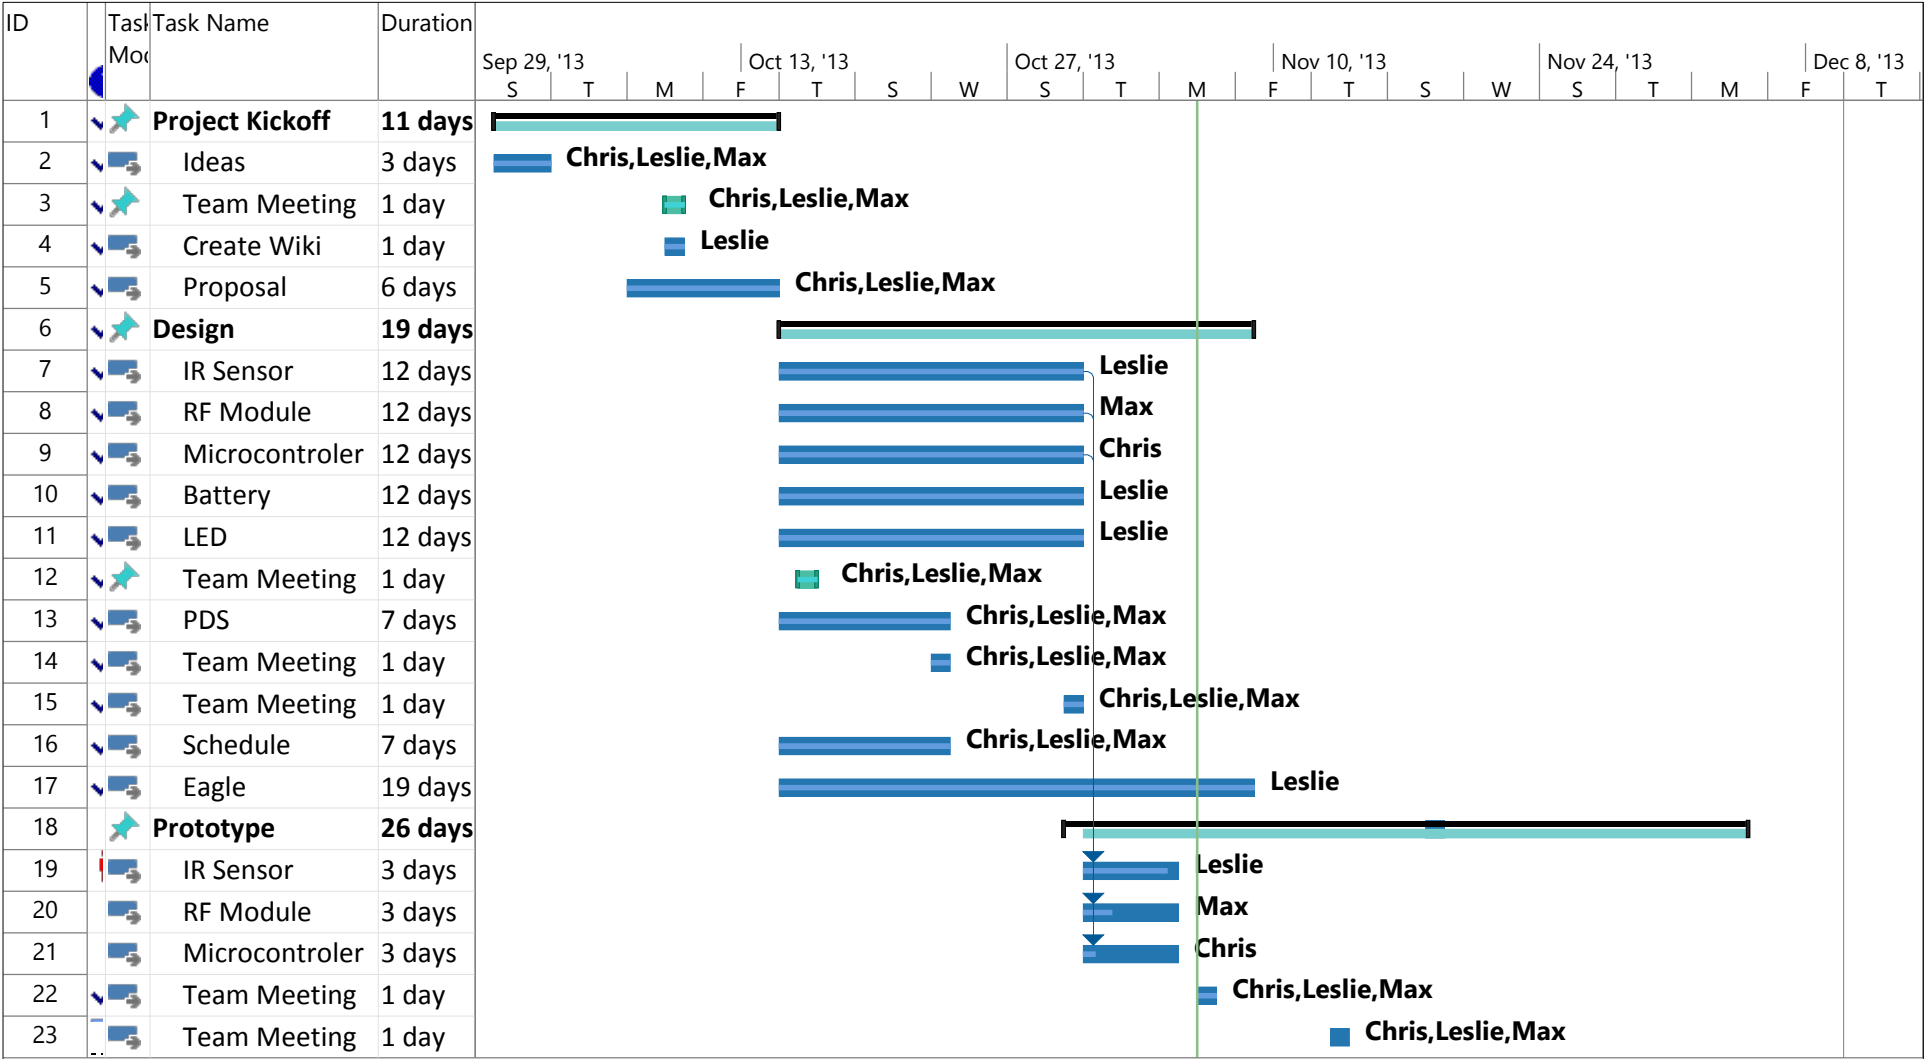 ID Task Mod Task Name Duration
Sep 29, '13 Oct 13, '13 Oct 27, '13 Nov 10, '13 Nov 24, '13 Dec 8, '13
S T M F T S W S T M F T S W S T M F T
1 Project Kickoff 11 days
2 Ideas 3 days Chris,Leslie,Max
3 Team Meeting 1 day Chris,Leslie,Max
4 Create Wiki 1 day Leslie
5 Proposal 6 days Chris,Leslie,Max
6 Design 19 days
7 IR Sensor 12 days Leslie
8 RF Module 12 days Max
9 Microcontroler 12 days Chris
10 Battery 12 days Leslie
11 LED 12 days Leslie
12 Team Meeting 1 day Chris,Leslie,Max
13 PDS 7 days Chris,Leslie,Max
14 Team Meeting 1 day Chris,Leslie,Max
15 Team Meeting 1 day Chris,Leslie,Max
16 Schedule 7 days Chris,Leslie,Max
17 Eagle 19 days Leslie
18 Prototype 26 days
19 IR Sensor 3 days Leslie
20 RF Module 3 days Max
21 Microcontroler 3 days Chris
22 Team Meeting 1 day Chris,Leslie,Max
23 Team Meeting 1 day Chris,Leslie,Max